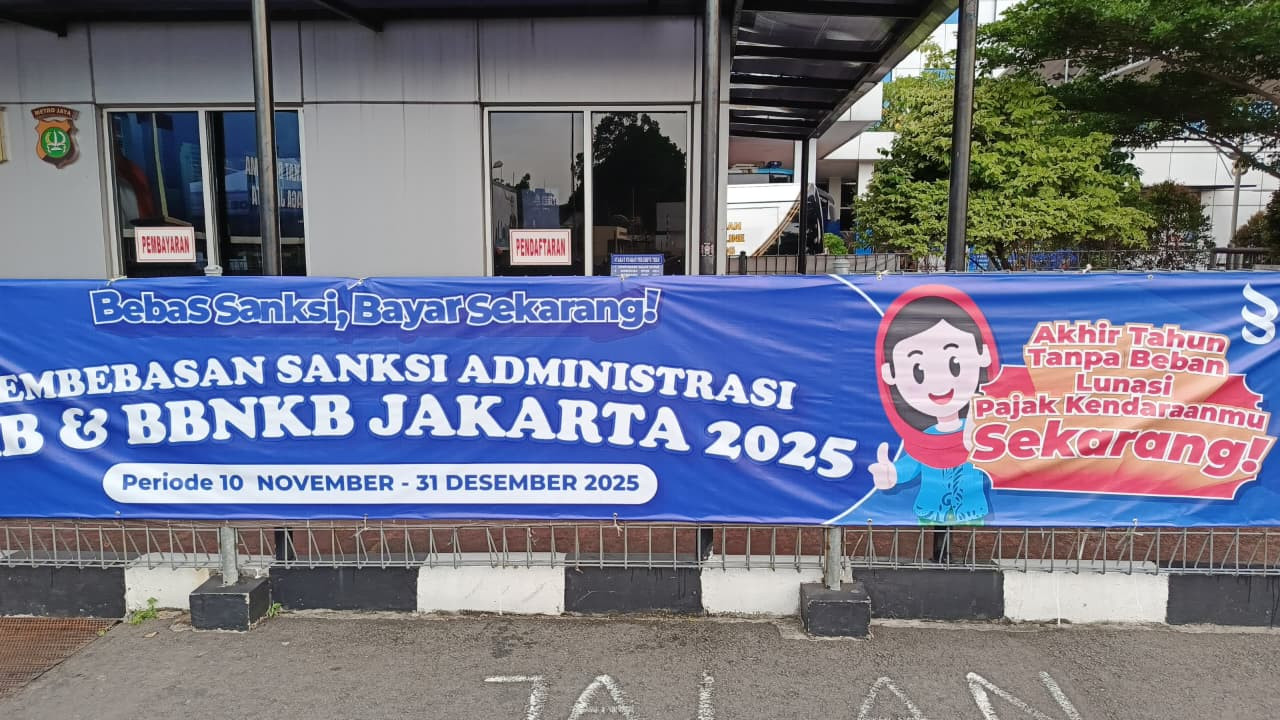 METRO JAYA
PEMBAYARAN
PENDAFTARAN
Bebas Sanksi, Bayar Sekarang!
EMBEBASAN SANKSI ADMINISTRASI
B & BBNKB JAKARTA 2025
Periode 10 NOVEMBER - 31 DESEMBER 2025
Akhir Tahun
Tanpa Beban
Lunasi
Pajak Kendaraanmu
Sekarang!
JALAN